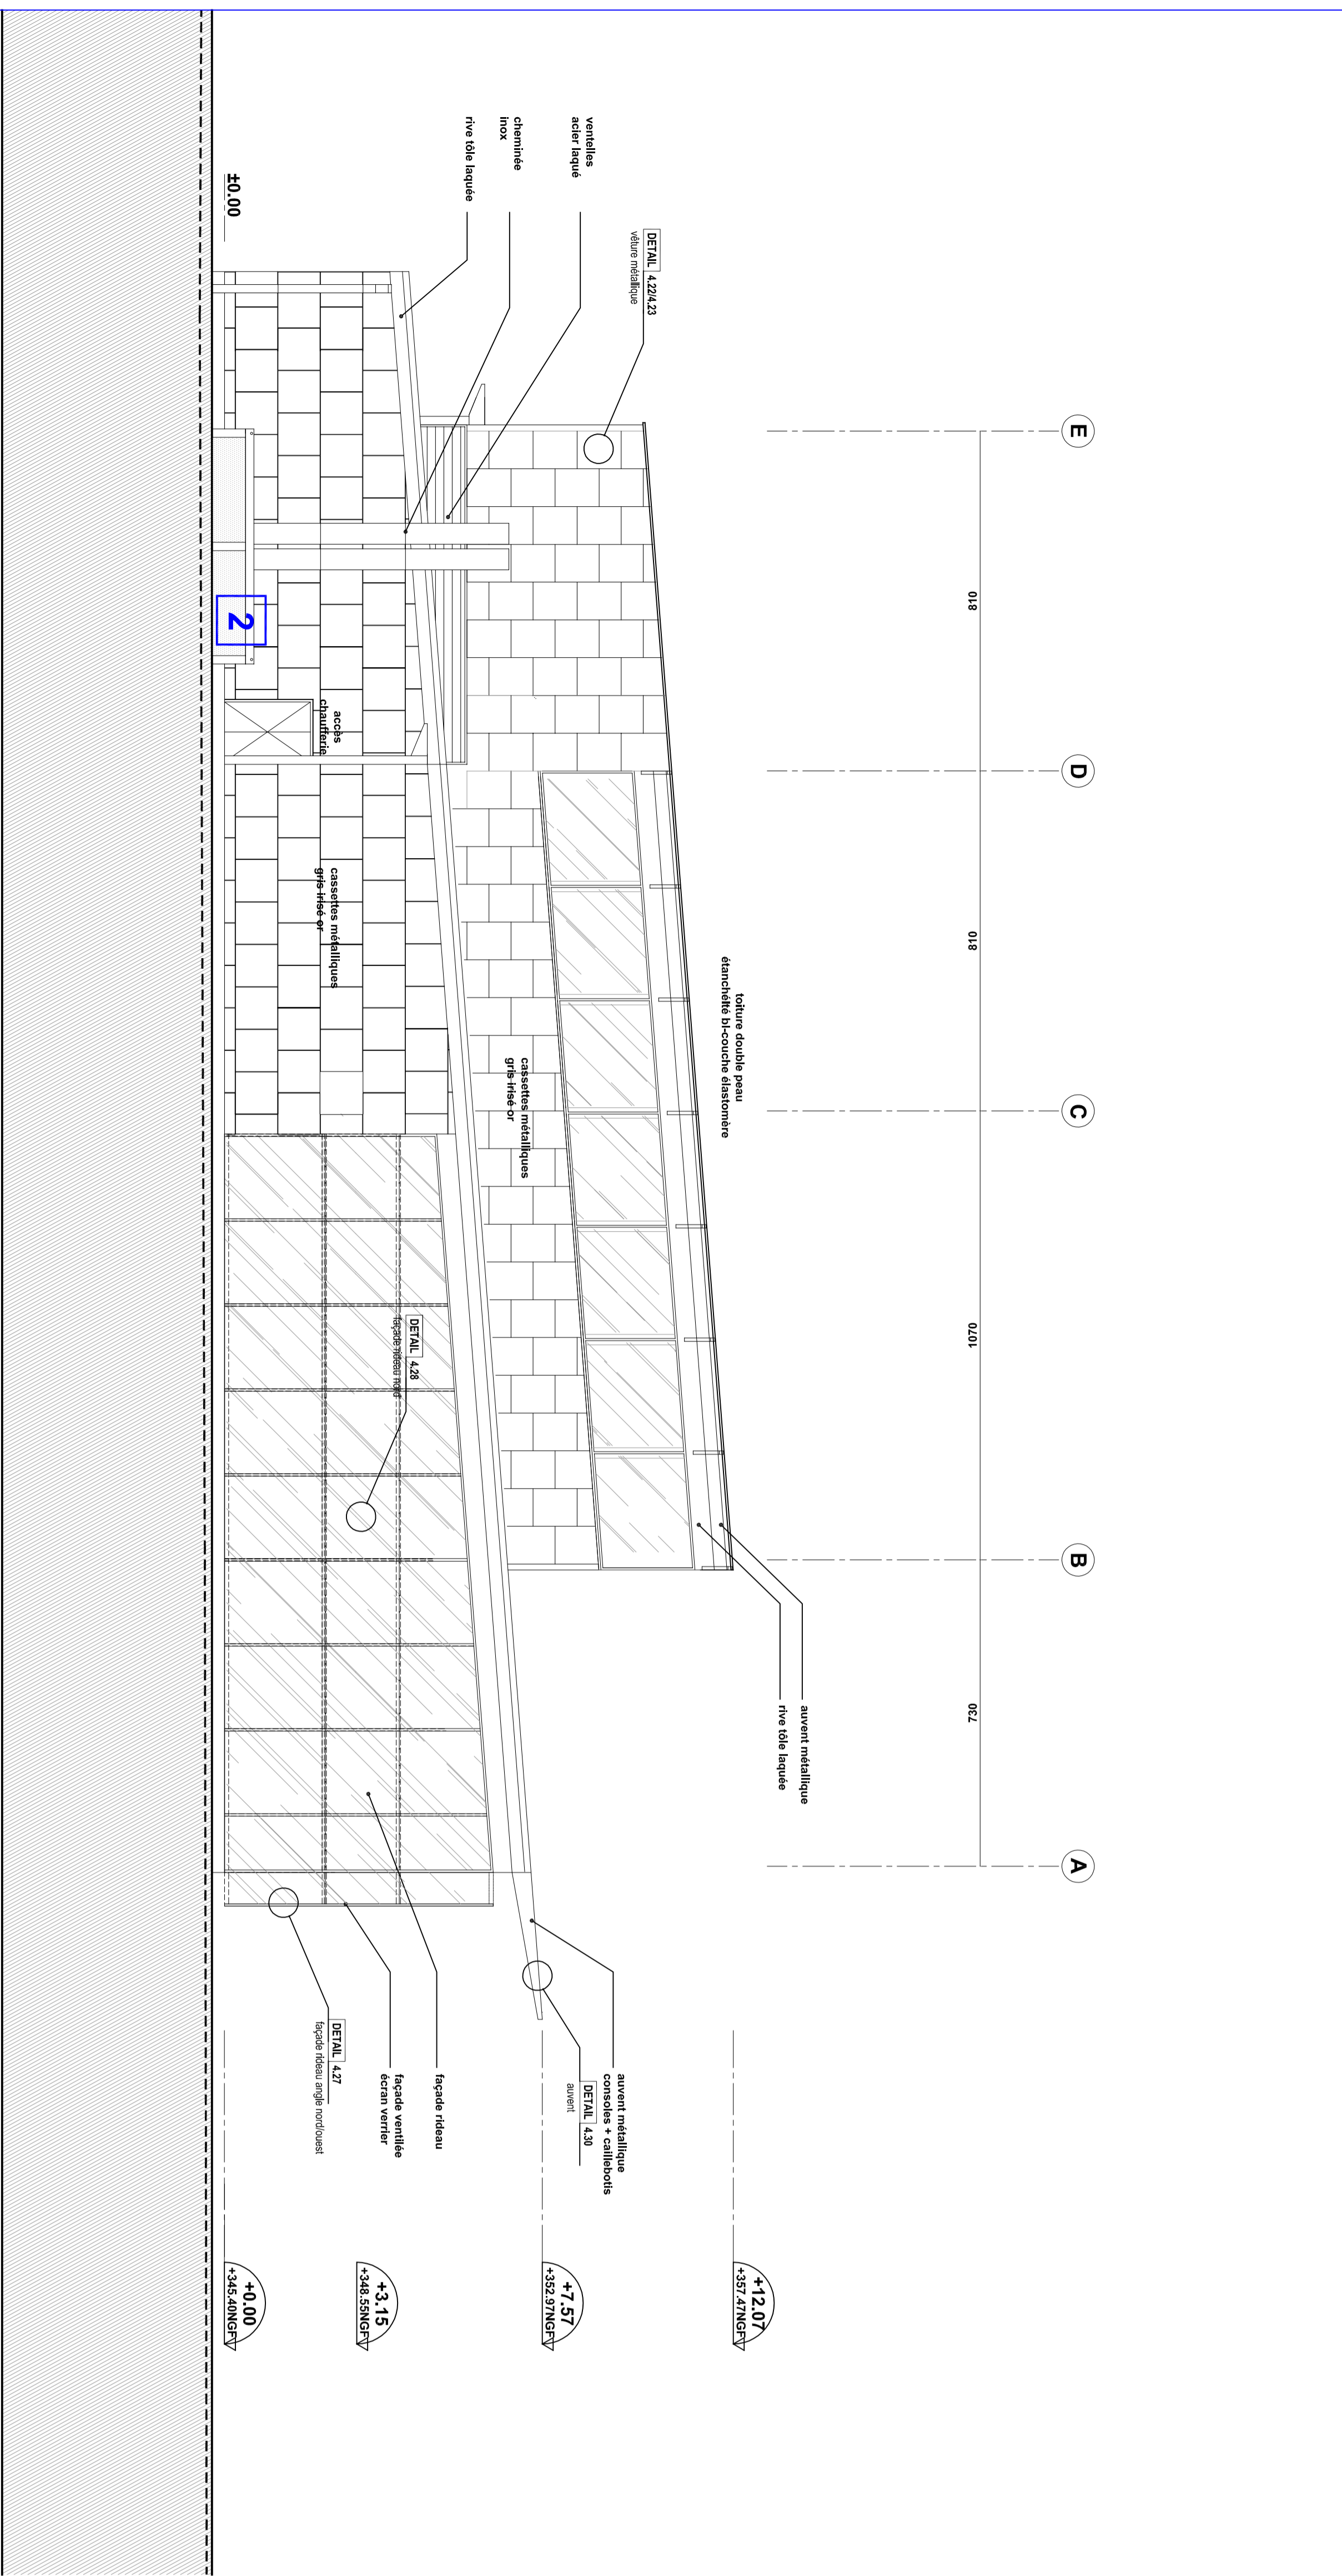 E
D
C
B
A
810
810
1070
730
toiture double peau
étanchéité bi-couche élastomère
auvent métallique
rive tôle laquée
DETAIL 4.22/4.23
vêture métallique
ventelles
acier laqué
cheminée
inox
rive tôle laquée
±0.00
2
accès
chaufferie
cassettes métalliques
gris irisé or
cassettes métalliques
gris irisé or
DETAIL 4.28
façade rideau nord
auvent métallique
consoles + caillebotis
DETAIL 4.30
auvent
façade rideau
façade ventilée
écran verrier
DETAIL 4.27
façade rideau angle nord/ouest
+12.07
+357.47NGF
+7.57
+352.97NGF
+3.15
+348.55NGF
+0.00
+345.40NGF